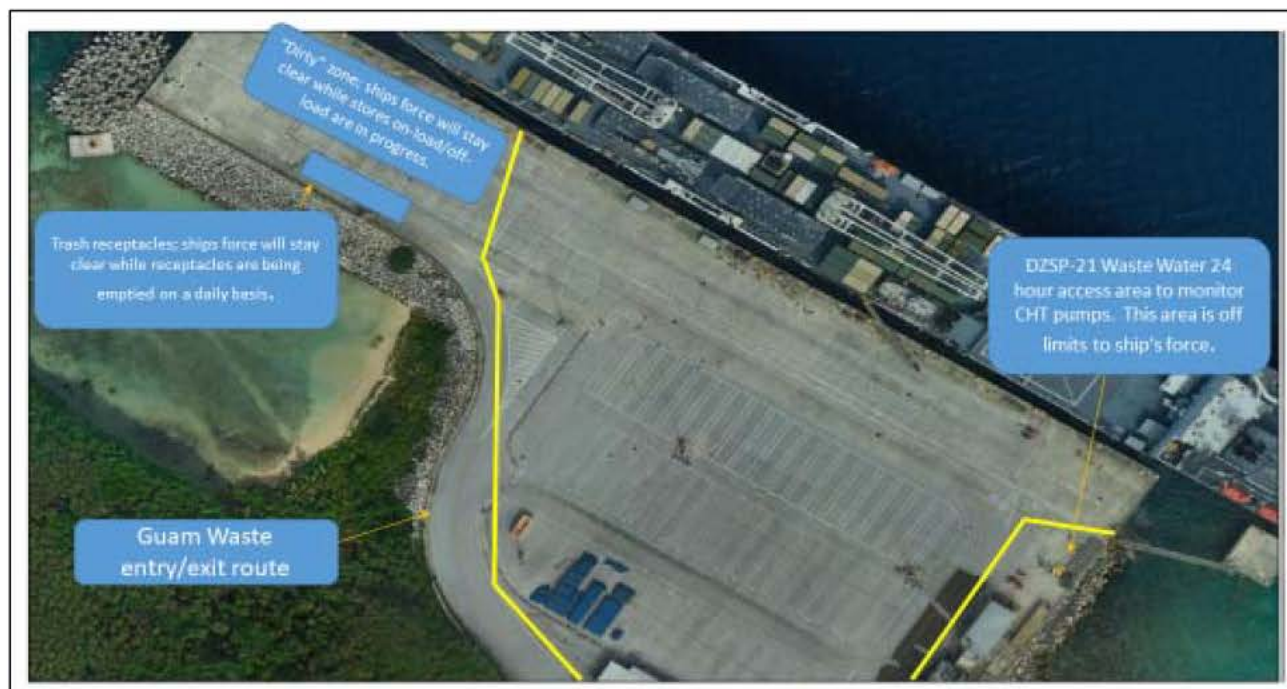 "Dirty" zone; ships force will stay
clear while stores on-load/off-
load are in progress.
Trash receptacles; ships force will stay
clear while receptacles are being
emptied on a daily basis.
DZSP-21 Waste Water 24
hour access area to monitor
CHT pumps. This area is off
limits to ship's force.
Guam Waste
entry/exit route